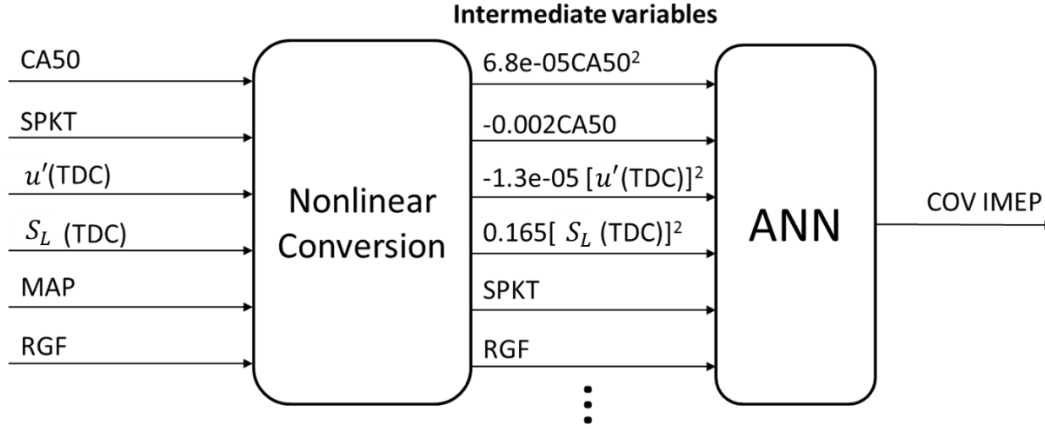 Intermediate variables
CA50
SPKT
u′(TDC)
S_L (TDC)
MAP
RGF
Nonlinear
Conversion
6.8e-05CA50²
-0.002CA50
-1.3e-05 [u′(TDC)]²
0.165[ S_L (TDC)]²
SPKT
RGF
⋮
ANN
COV IMEP